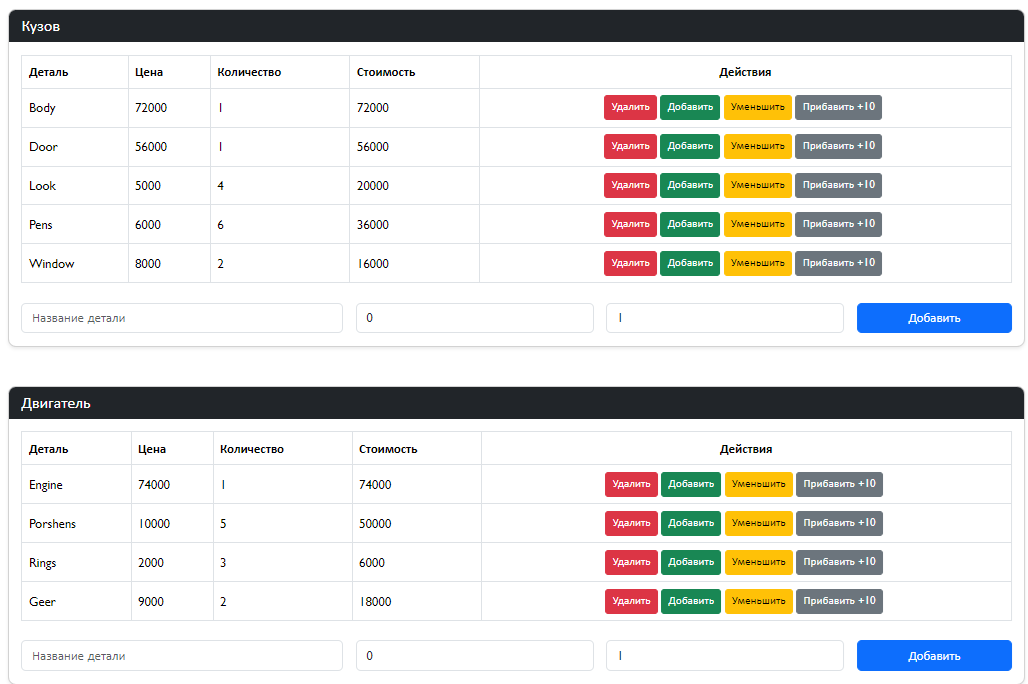 Кузов
Деталь Цена Количество Стоимость Действия
Body 72000 1 72000 Удалить Добавить Уменьшить Прибавить +10
Door 56000 1 56000 Удалить Добавить Уменьшить Прибавить +10
Look 5000 4 20000 Удалить Добавить Уменьшить Прибавить +10
Pens 6000 6 36000 Удалить Добавить Уменьшить Прибавить +10
Window 8000 2 16000 Удалить Добавить Уменьшить Прибавить +10
Название детали 0 1 Добавить
Двигатель
Деталь Цена Количество Стоимость Действия
Engine 74000 1 74000 Удалить Добавить Уменьшить Прибавить +10
Porshens 10000 5 50000 Удалить Добавить Уменьшить Прибавить +10
Rings 2000 3 6000 Удалить Добавить Уменьшить Прибавить +10
Geer 9000 2 18000 Удалить Добавить Уменьшить Прибавить +10
Название детали 0 1 Добавить